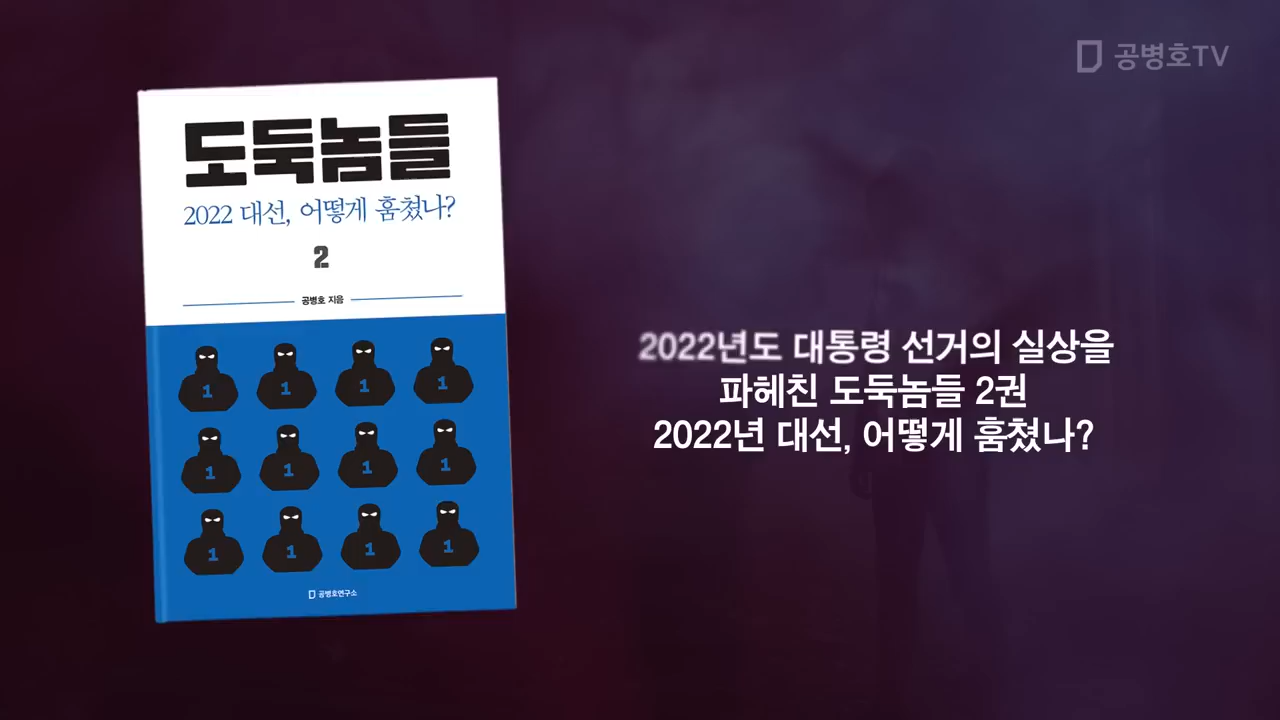 공병호TV
도둑놈들
2022 대선, 어떻게 훔쳤나?
2
공병호 지음
1 1 1 1
1 1 1 1
1 1 1 1
공병호연구소
2022년도 대통령 선거의 실상을
파헤친 도둑놈들 2권
2022년 대선, 어떻게 훔쳤나?